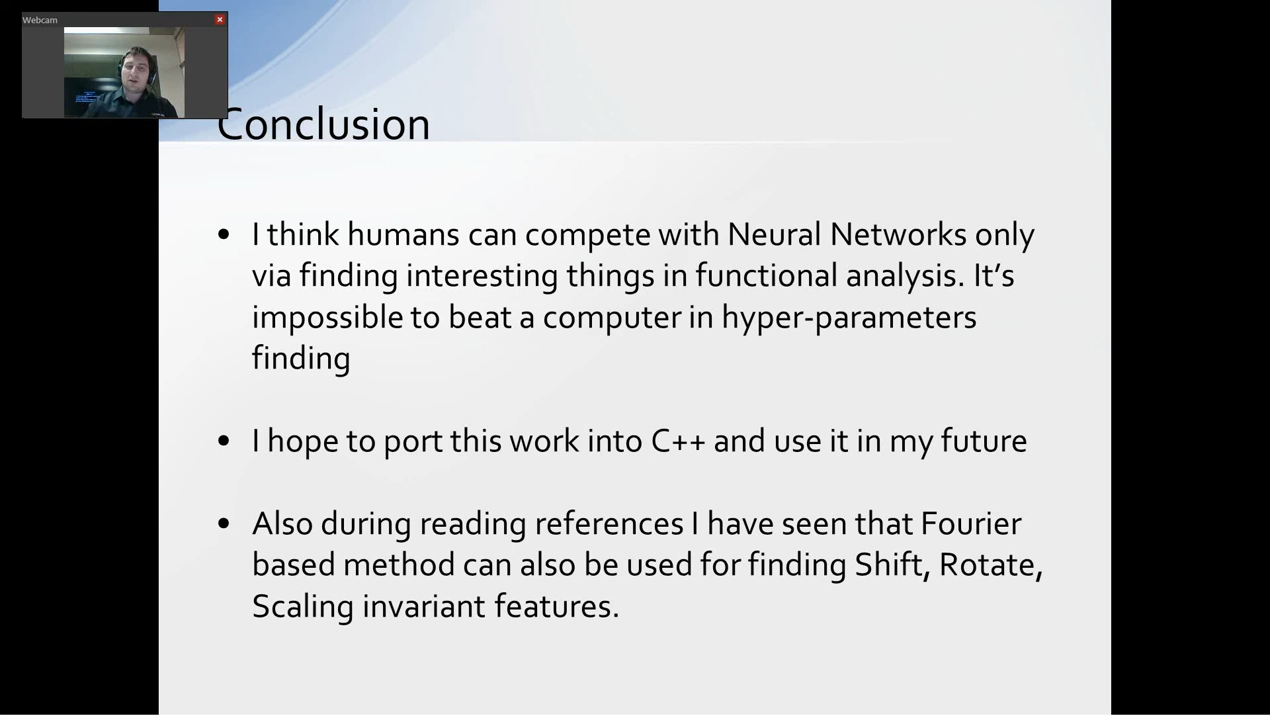 Webcam
Conclusion
• I think humans can compete with Neural Networks only
via finding interesting things in functional analysis. It’s
impossible to beat a computer in hyper-parameters
finding
• I hope to port this work into C++ and use it in my future
• Also during reading references I have seen that Fourier
based method can also be used for finding Shift, Rotate,
Scaling invariant features.